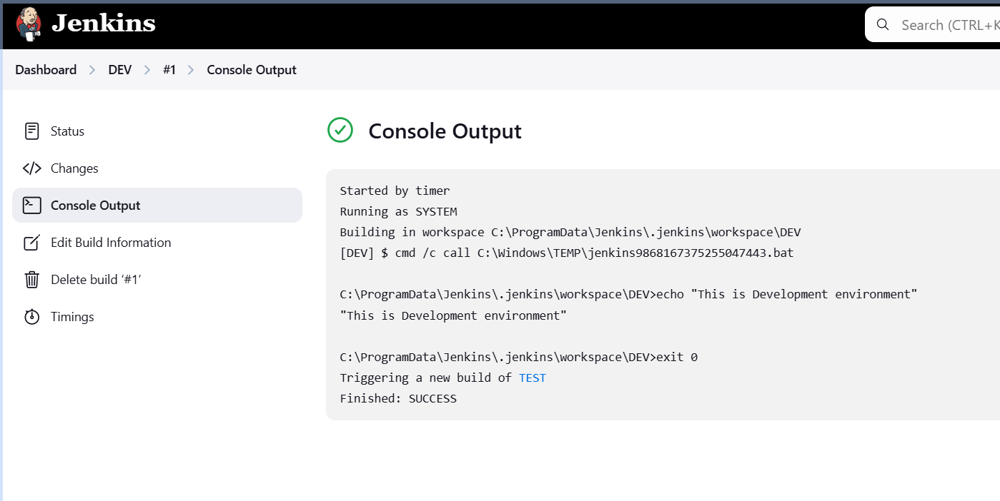 Jenkins
Search (CTRL+K
Dashboard > DEV > #1 > Console Output
Status
Changes
Console Output
Edit Build Information
Delete build ‘#1’
Timings
Console Output
Started by timer
Running as SYSTEM
Building in workspace C:\ProgramData\Jenkins\.jenkins\workspace\DEV
[DEV] $ cmd /c call C:\Windows\TEMP\jenkins9868167375255047443.bat
C:\ProgramData\Jenkins\.jenkins\workspace\DEV>echo "This is Development environment"
"This is Development environment"
C:\ProgramData\Jenkins\.jenkins\workspace\DEV>exit 0
Triggering a new build of TEST
Finished: SUCCESS